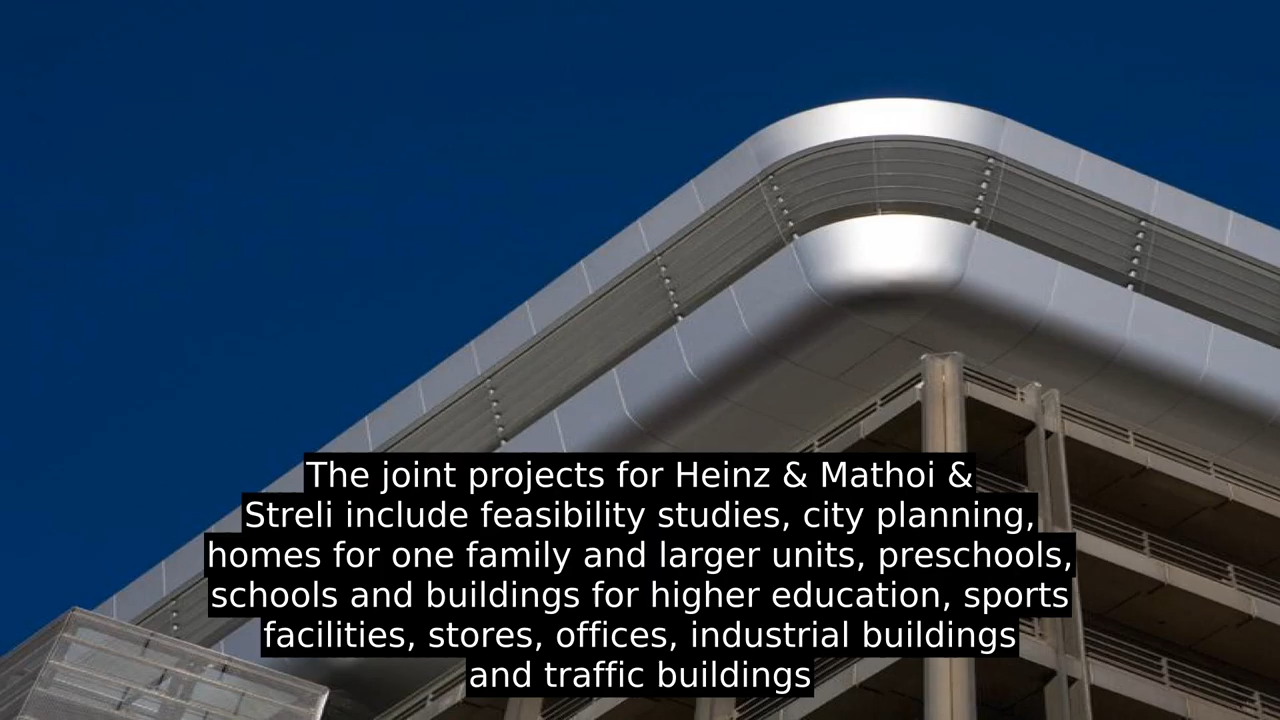 The joint projects for Heinz & Mathoi &
Streli include feasibility studies, city planning,
homes for one family and larger units, preschools,
schools and buildings for higher education, sports
facilities, stores, offices, industrial buildings
and traffic buildings